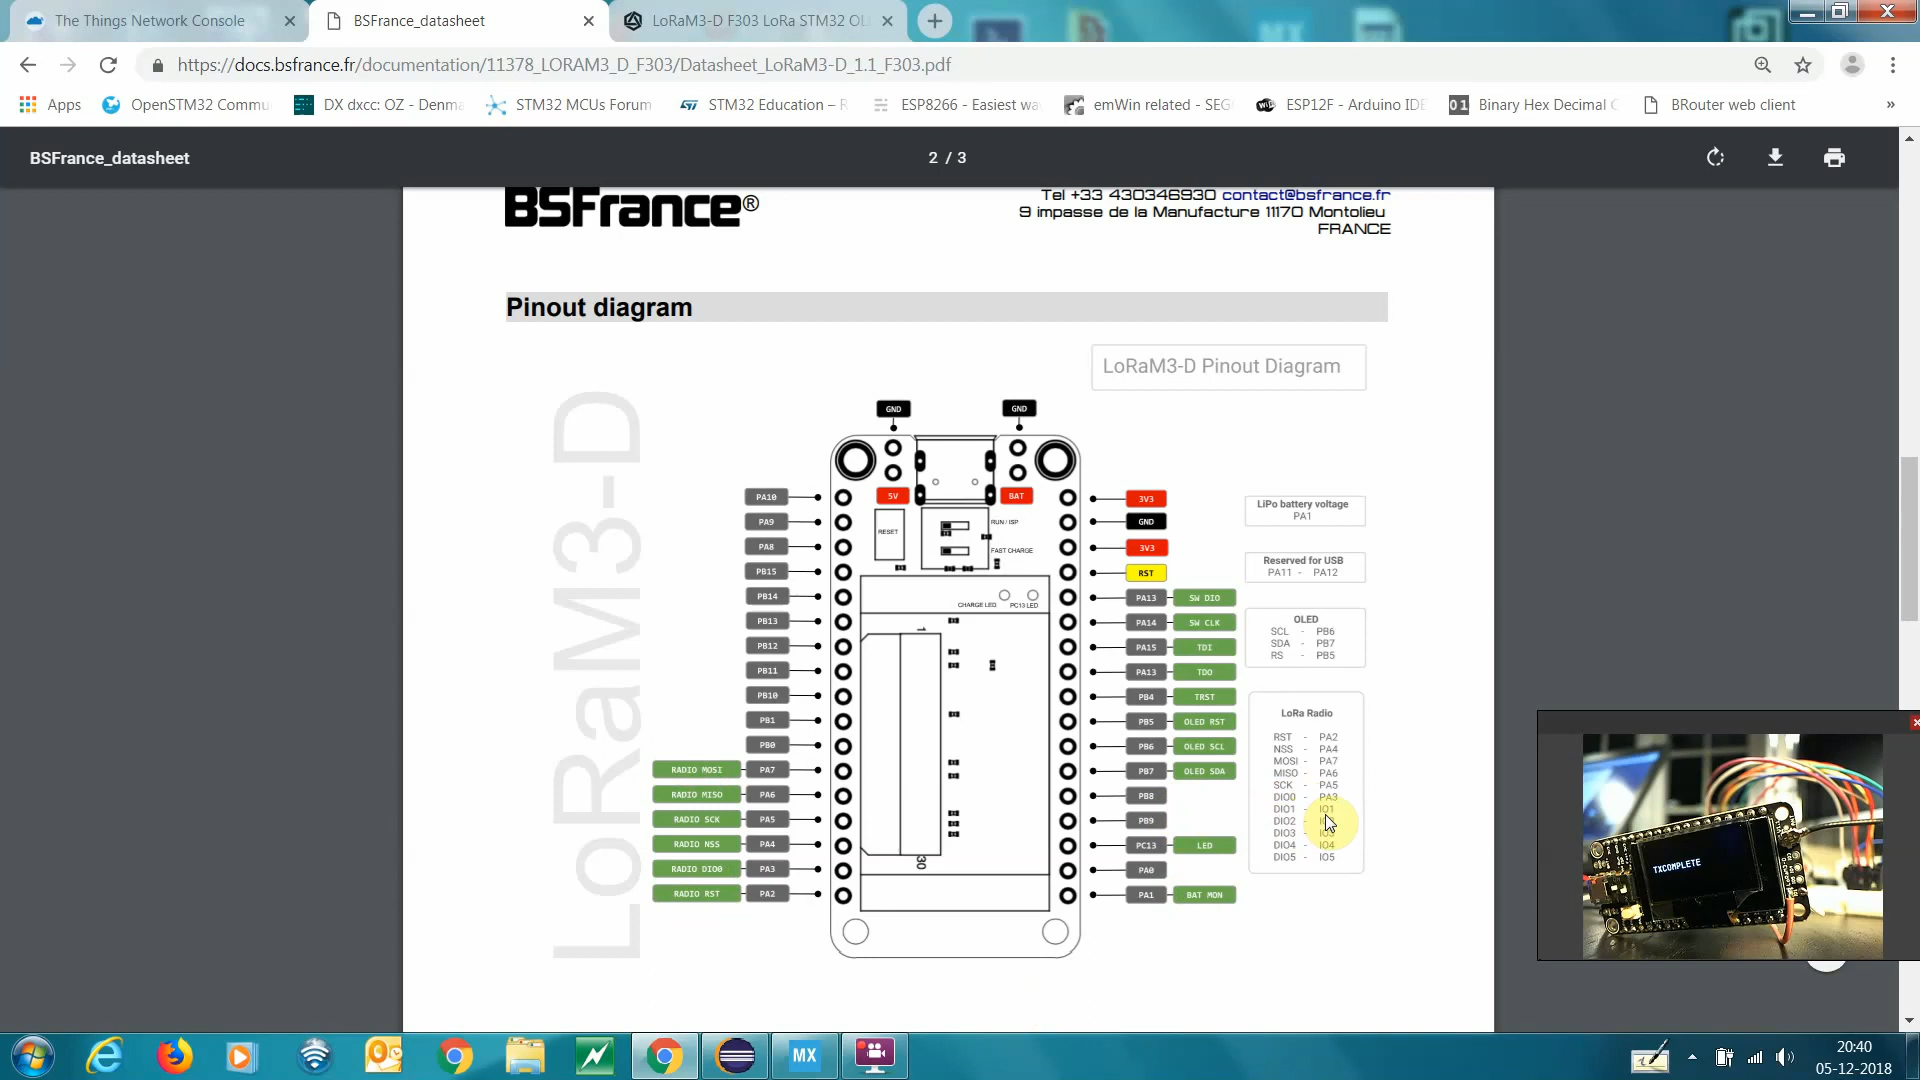 The Things Network Console
BSFrance_datasheet
LoRaM3-D F303 LoRa STM32 OL
https://docs.bsfrance.fr/documentation/11378_LORAM3_D_F303/Datasheet_LoRaM3-D_1.1_F303.pdf
Apps
OpenSTM32 Commu
DX dxcc: OZ - Denma
STM32 MCUs Forum
STM32 Education – F
ESP8266 - Easiest wa
emWin related - SEG
ESP12F - Arduino IDE
Binary Hex Decimal C
BRouter web client
»
BSFrance_datasheet
2 / 3
BSFrance®
Tel +33 430346930 contact@bsfrance.fr
9 impasse de la Manufacture 11170 Montolieu
FRANCE
Pinout diagram
LoRaM3-D Pinout Diagram
LoRaM3-D
GND
GND
5V
BAT
RESET
RUN / ISP
FAST CHARGE
CHARGE LED
PC13 LED
1
30
PA10
PA9
PA8
PB15
PB14
PB13
PB12
PB11
PB10
PB1
PB0
RADIO MOSI PA7
RADIO MISO PA6
RADIO SCK PA5
RADIO NSS PA4
RADIO DIO0 PA3
RADIO RST PA2
3V3
GND
3V3
RST
PA13 SW DIO
PA14 SW CLK
PA15 TDI
PA13 TDO
PB4 TRST
PB5 OLED RST
PB6 OLED SCL
PB7 OLED SDA
PB8
PB9
PC13 LED
PA0
PA1 BAT MON
LiPo battery voltage
PA1
Reserved for USB
PA11 - PA12
OLED
SCL - PB6
SDA - PB7
RS - PB5
LoRa Radio
RST - PA2
NSS - PA4
MOSI - PA7
MISO - PA6
SCK - PA5
DIO0 - PA3
DIO1 - IO1
DIO2 -
DIO3 -
DIO4 - IO4
DIO5 - IO5
TXCOMPLETE
MX
20:40
05-12-2018